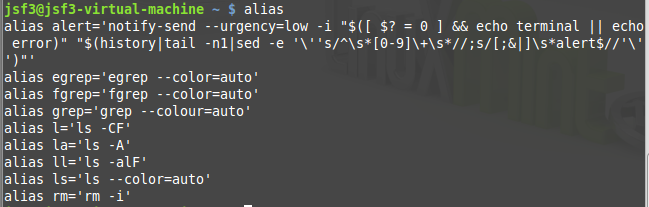 jsf3@jsf3-virtual-machine ~ $ alias
alias alert='notify-send --urgency=low -i "$([ $? = 0 ] && echo terminal || echo
error)" "$(history|tail -n1|sed -e '\''s/^\s*[0-9]\+\s*//;s/[;&|]\s*alert$//'\'
')"'
alias egrep='egrep --color=auto'
alias fgrep='fgrep --color=auto'
alias grep='grep --colour=auto'
alias l='ls -CF'
alias la='ls -A'
alias ll='ls -alF'
alias ls='ls --color=auto'
alias rm='rm -i'